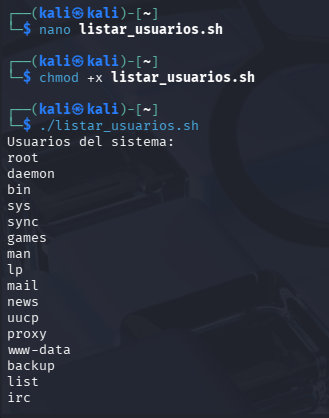 ┌──(kali㉿kali)-[~]
└─$ nano listar_usuarios.sh
┌──(kali㉿kali)-[~]
└─$ chmod +x listar_usuarios.sh
┌──(kali㉿kali)-[~]
└─$ ./listar_usuarios.sh
Usuarios del sistema:
root
daemon
bin
sys
sync
games
man
lp
mail
news
uucp
proxy
www-data
backup
list
irc